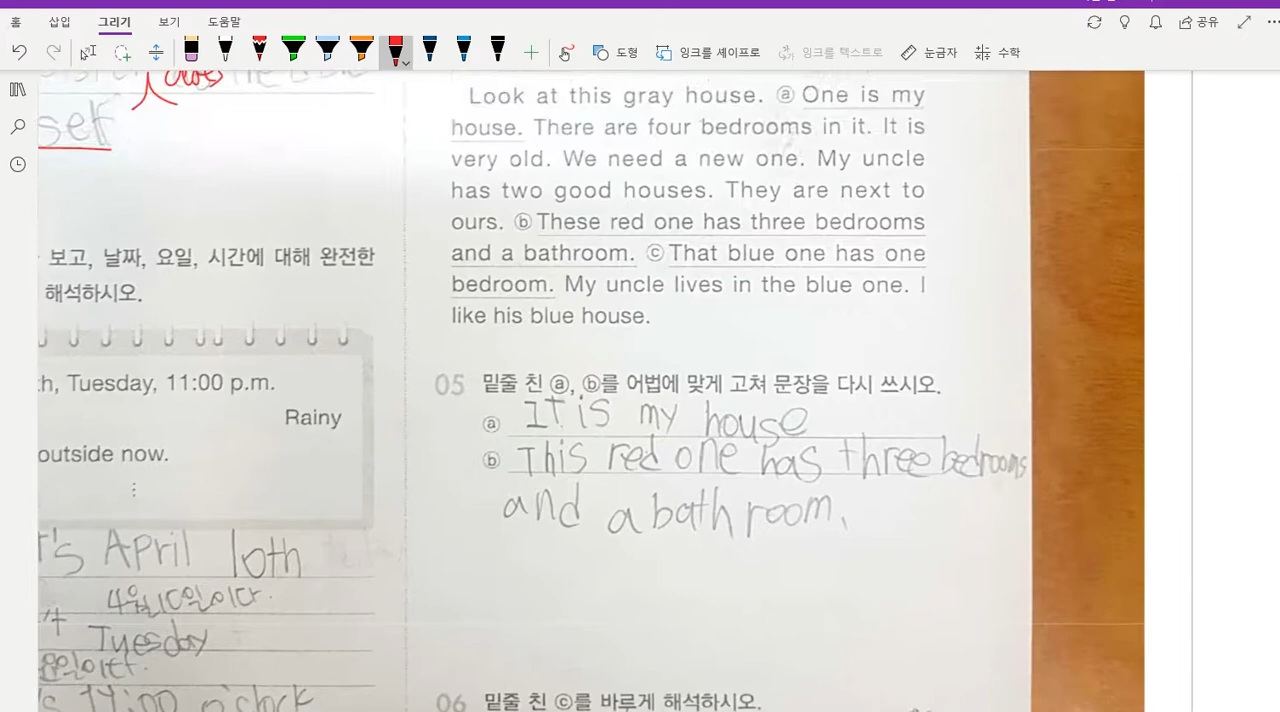 홈 삽입 그리기 보기 도움말
공유
도형 잉크를 셰이프로 잉크를 텍스트로 눈금자 수학
self
보고, 날짜, 요일, 시간에 대해 완전한
해석하시오.
h, Tuesday, 11:00 p.m.
Rainy
outside now.
⋮
t's April 10th
4월10일이다.
Tuesday
요일이다.
's 11:00 o'clock
Look at this gray house. ⓐ One is my
house. There are four bedrooms in it. It is
very old. We need a new one. My uncle
has two good houses. They are next to
ours. ⓑ These red one has three bedrooms
and a bathroom. ⓒ That blue one has one
bedroom. My uncle lives in the blue one. I
like his blue house.
05 밑줄 친 ⓐ, ⓑ를 어법에 맞게 고쳐 문장을 다시 쓰시오.
ⓐ It is my house
ⓑ This red one has three bedrooms
and a bathroom.
06 밑줄 친 ⓒ를 바르게 해석하시오.